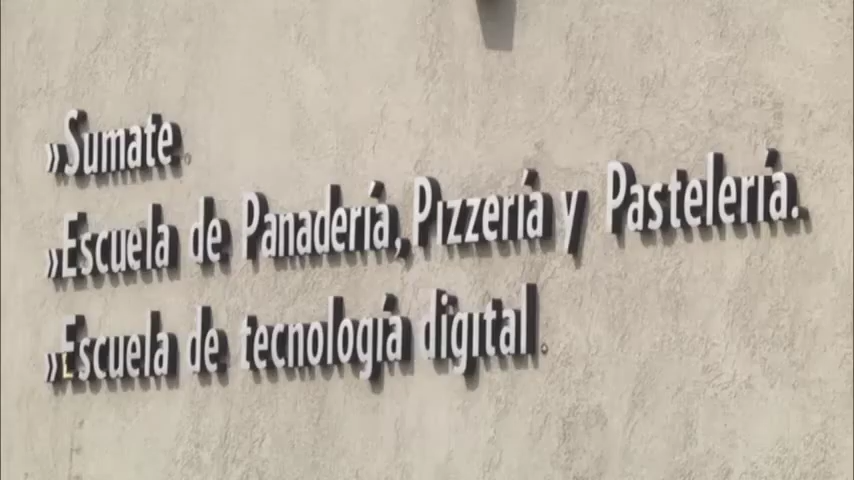 »Sumate.
»Escuela de Panadería, Pizzería y Pastelería.
»Escuela de tecnología digital.